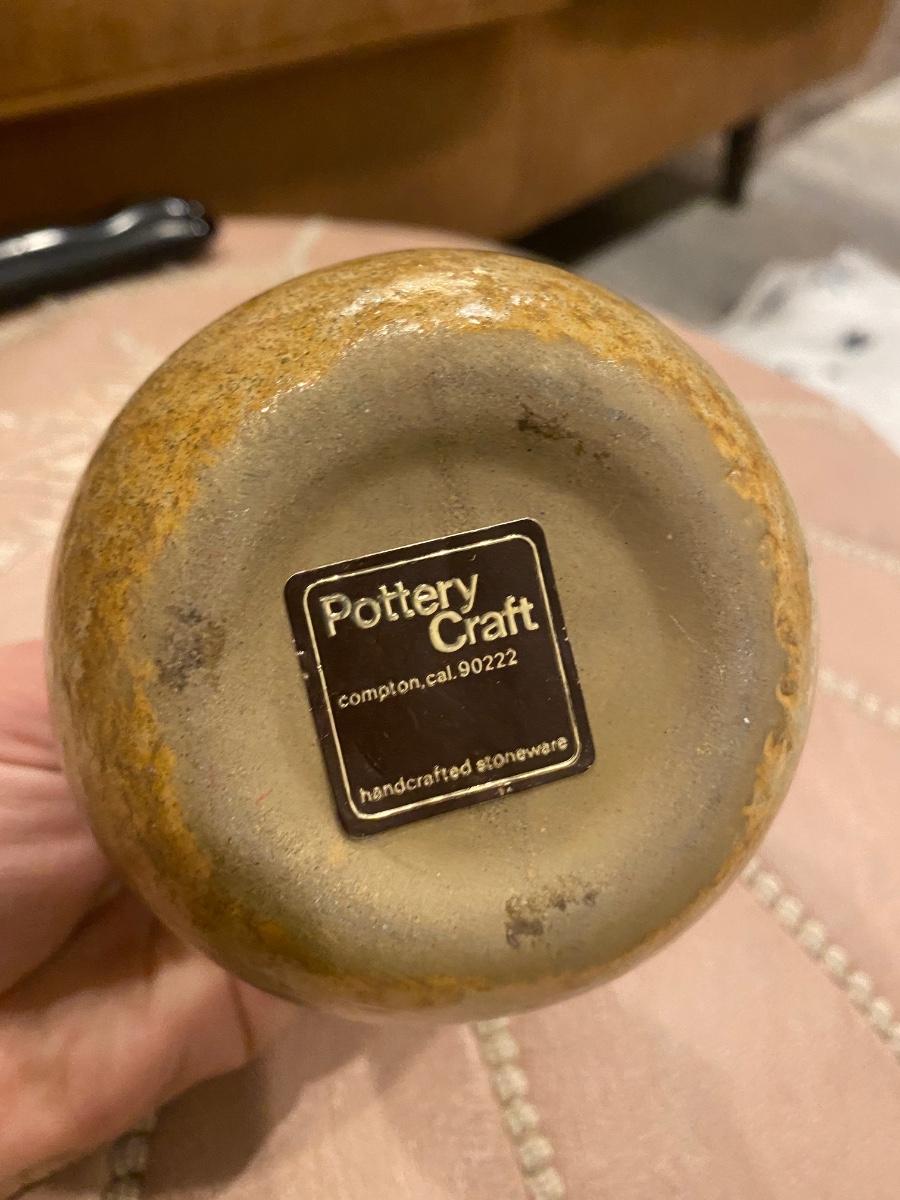 Pottery
Craft
compton,cal.90222
handcrafted stoneware